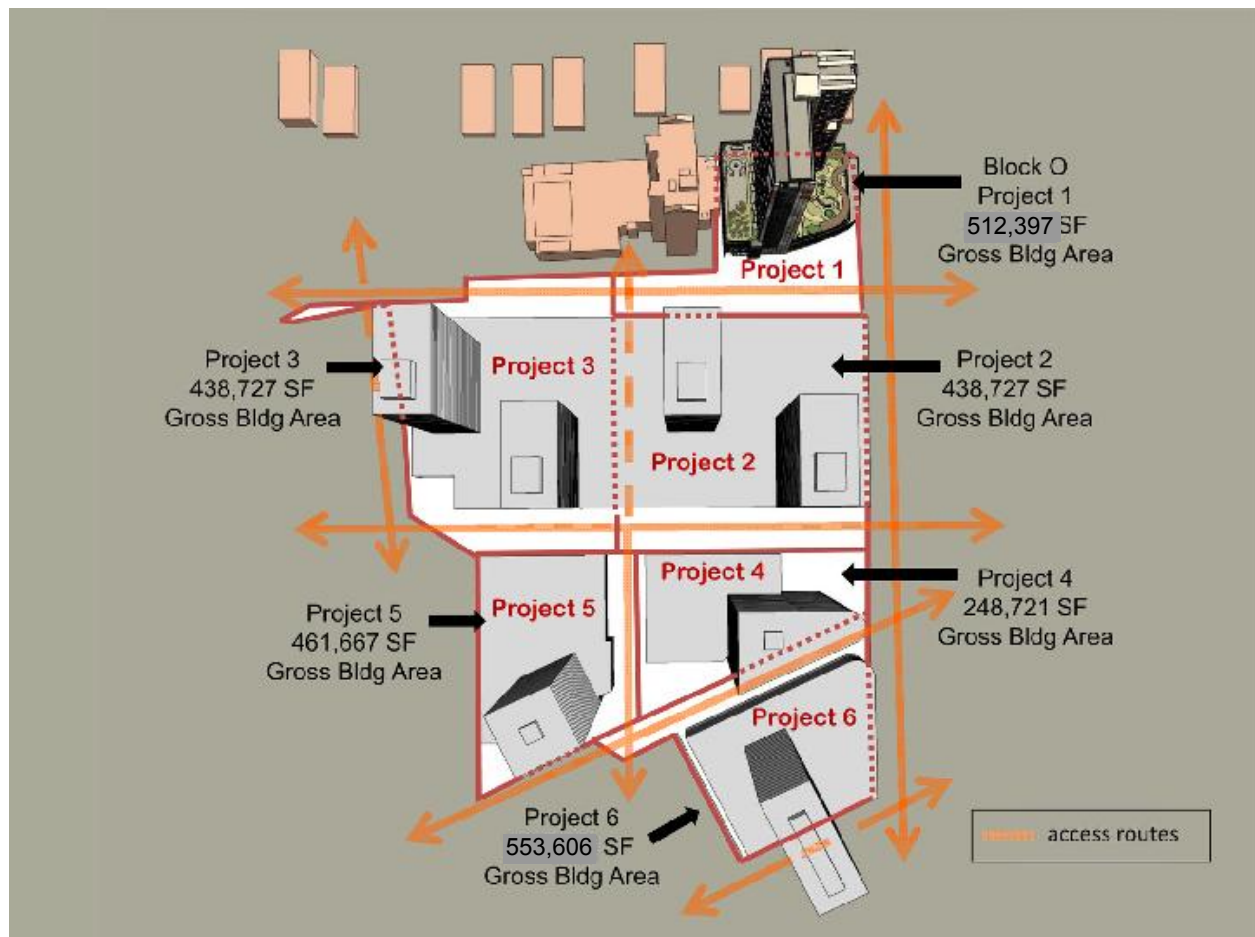 Block O
Project 1
512,397 SF
Gross Bldg Area
Project 1
Project 3
438,727 SF
Gross Bldg Area
Project 3
Project 2
438,727 SF
Gross Bldg Area
Project 2
Project 4
Project 4
248,721 SF
Gross Bldg Area
Project 5
461,667 SF
Gross Bldg Area
Project 5
Project 6
Project 6
553,606 SF
Gross Bldg Area
access routes